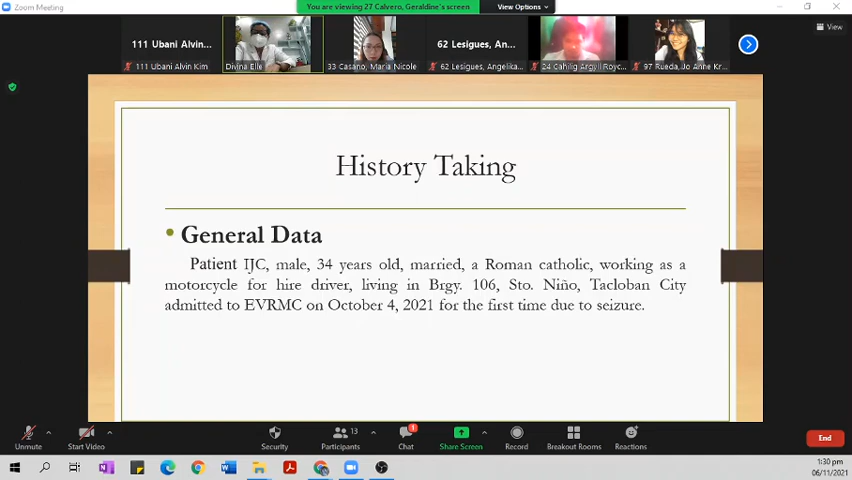 Zoom Meeting
You are viewing 27 Calvero, Geraldine's screen
View Options
111 Ubani Alvin...
62 Lesigues, An...
View
111 Ubani Alvin Kim
Divina Elle
33 Casano, Maria Nicole
62 Lesigues, Angelika...
24 Cahilig Argyll Royc...
97 Rueda, Jo Anne Kr...
History Taking
• General Data
Patient IJC, male, 34 years old, married, a Roman catholic, working as a
motorcycle for hire driver, living in Brgy. 106, Sto. Niño, Tacloban City
admitted to EVRMC on October 4, 2021 for the first time due to seizure.
13
1
Unmute
Start Video
Security
Participants
Chat
Share Screen
Record
Breakout Rooms
Reactions
End
1:30 pm
06/11/2021